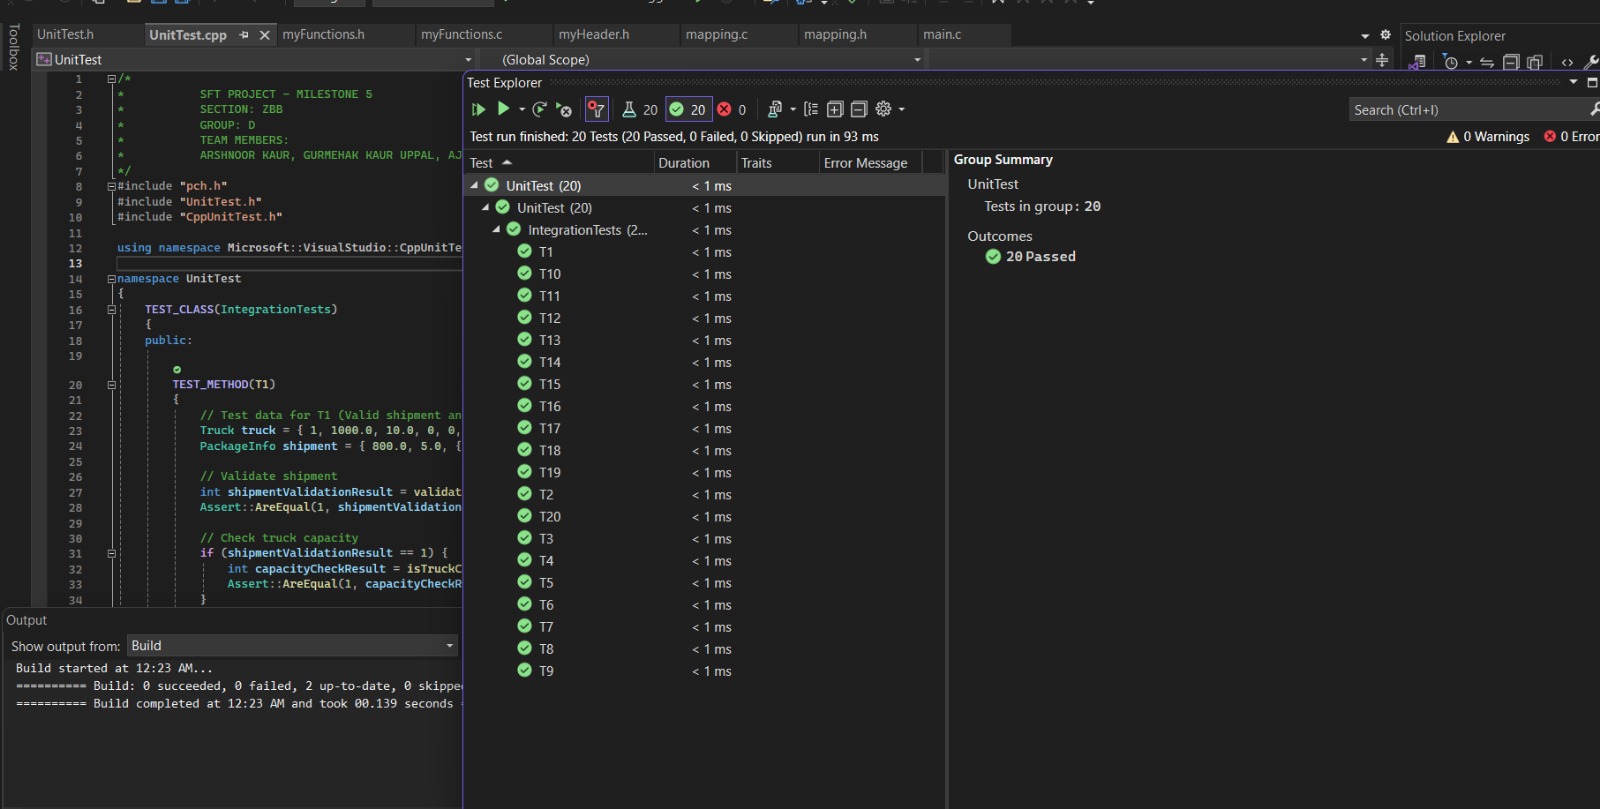 Toolbox
UnitTest.h
UnitTest.cpp
myFunctions.h
myFunctions.c
myHeader.h
mapping.c
mapping.h
main.c
Solution Explorer
UnitTest
(Global Scope)
1 /*
2 * SFT PROJECT - MILESTONE 5
3 * SECTION: ZBB
4 * GROUP: D
5 * TEAM MEMBERS:
6 * ARSHNOOR KAUR, GURMEHAK KAUR UPPAL, AJ
7 */
8 #include "pch.h"
9 #include "UnitTest.h"
10 #include "CppUnitTest.h"
11
12 using namespace Microsoft::VisualStudio::CppUnitTe
13
14 namespace UnitTest
15 {
16 TEST_CLASS(IntegrationTests)
17 {
18 public:
19
20 TEST_METHOD(T1)
21 {
22 // Test data for T1 (Valid shipment an
23 Truck truck = { 1, 1000.0, 10.0, 0, 0,
24 PackageInfo shipment = { 800.0, 5.0, {
25
26 // Validate shipment
27 int shipmentValidationResult = validat
28 Assert::AreEqual(1, shipmentValidation
29
30 // Check truck capacity
31 if (shipmentValidationResult == 1) {
32 int capacityCheckResult = isTruckC
33 Assert::AreEqual(1, capacityCheckR
34 }
Output
Show output from: Build
Build started at 12:23 AM...
========== Build: 0 succeeded, 0 failed, 2 up-to-date, 0 skippe
========== Build completed at 12:23 AM and took 00.139 seconds =
Test Explorer
20 20 0
Search (Ctrl+I)
Test run finished: 20 Tests (20 Passed, 0 Failed, 0 Skipped) run in 93 ms
0 Warnings 0 Error
Test Duration Traits Error Message
UnitTest (20) < 1 ms
UnitTest (20) < 1 ms
IntegrationTests (2... < 1 ms
T1 < 1 ms
T10 < 1 ms
T11 < 1 ms
T12 < 1 ms
T13 < 1 ms
T14 < 1 ms
T15 < 1 ms
T16 < 1 ms
T17 < 1 ms
T18 < 1 ms
T19 < 1 ms
T2 < 1 ms
T20 < 1 ms
T3 < 1 ms
T4 < 1 ms
T5 < 1 ms
T6 < 1 ms
T7 < 1 ms
T8 < 1 ms
T9 < 1 ms
Group Summary
UnitTest
Tests in group: 20
Outcomes
20 Passed